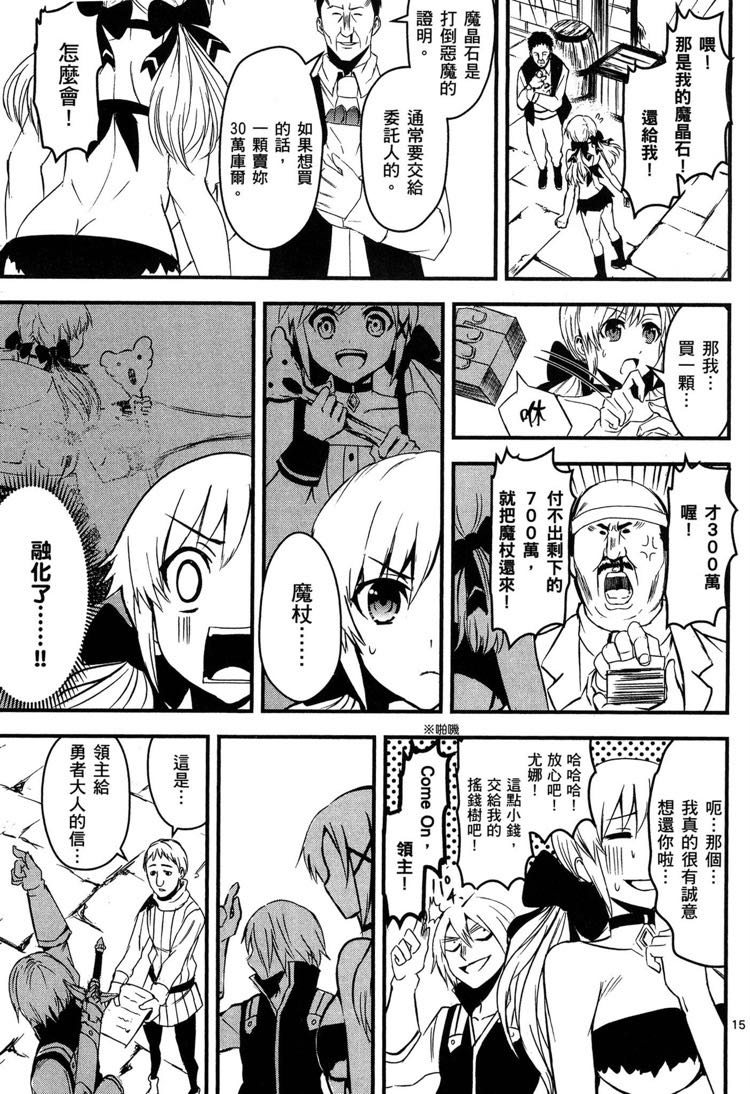 喂！
那是我的魔晶石！
還給我！
魔晶石是
打倒惡魔的
證明。
通常要交給
委託人的。
如果想買
的話，
一顆賣妳
30萬庫爾。
怎麼會！
那我…
買一顆…
咻
才300萬
喔！
付不出剩下的
700萬，
就把魔杖還來！
魔杖……
融化了……!!
呃…那個…
我真的很有誠意
想還你啦…
哈哈哈！
放心吧！
尤娜！
這點小錢，
交給我的
搖錢樹吧！
Come On，
領主！
※啪嘰
這是…
領主給
勇者大人的信…
15